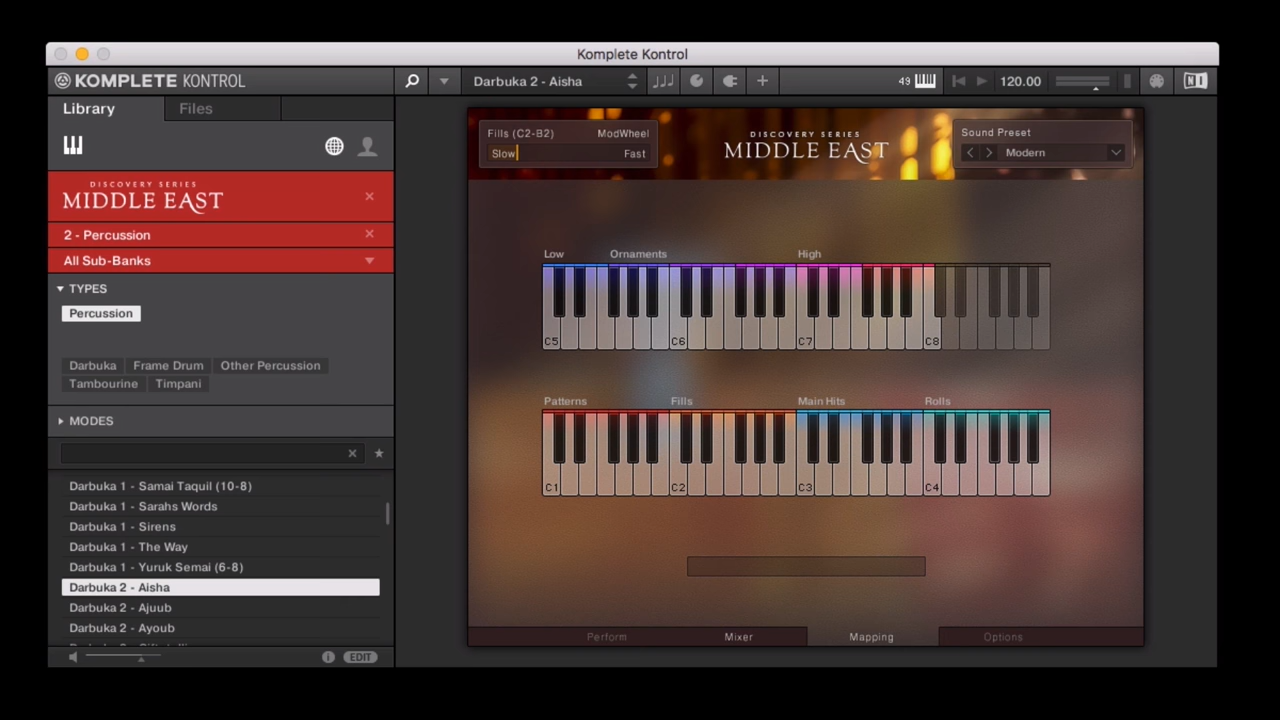 Komplete Kontrol
KOMPLETE KONTROL
Darbuka 2 - Aisha
49
120.00
Library
Files
DISCOVERY SERIES
MIDDLE EAST
2 - Percussion
All Sub-Banks
TYPES
Percussion
Darbuka Frame Drum Other Percussion
Tambourine Timpani
MODES
Darbuka 1 - Samai Taquil (10-8)
Darbuka 1 - Sarahs Words
Darbuka 1 - Sirens
Darbuka 1 - The Way
Darbuka 1 - Yuruk Semai (6-8)
Darbuka 2 - Aisha
Darbuka 2 - Ajuub
Darbuka 2 - Ayoub
EDIT
Fills (C2-B2) ModWheel
Slow Fast
DISCOVERY SERIES
MIDDLE EAST
Sound Preset
Modern
Low Ornaments High
C5 C6 C7 C8
Patterns Fills Main Hits Rolls
C1 C2 C3 C4
Perform Mixer Mapping Options